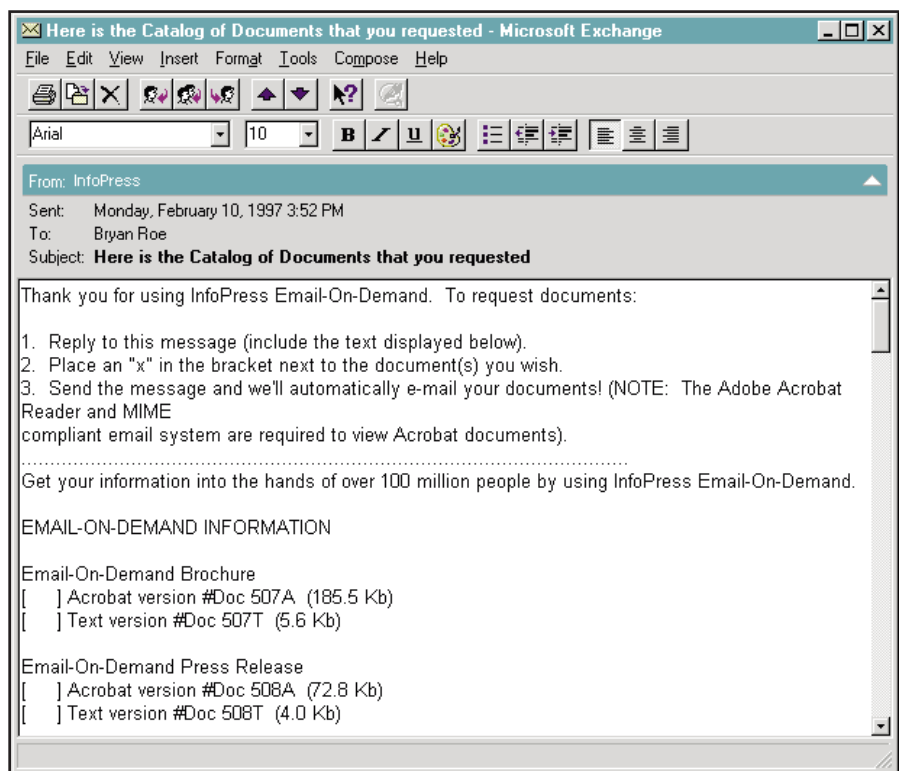 Here is the Catalog of Documents that you requested - Microsoft Exchange
File Edit View Insert Format Tools Compose Help
Arial 10 B I U
From: InfoPress
Sent: Monday, February 10, 1997 3:52 PM
To: Bryan Roe
Subject: Here is the Catalog of Documents that you requested
Thank you for using InfoPress Email-On-Demand. To request documents:
1. Reply to this message (include the text displayed below).
2. Place an "x" in the bracket next to the document(s) you wish.
3. Send the message and we'll automatically e-mail your documents! (NOTE: The Adobe Acrobat
Reader and MIME
compliant email system are required to view Acrobat documents).
Get your information into the hands of over 100 million people by using InfoPress Email-On-Demand.
EMAIL-ON-DEMAND INFORMATION
Email-On-Demand Brochure
[ ] Acrobat version #Doc 507A (185.5 Kb)
[ ] Text version #Doc 507T (5.6 Kb)
Email-On-Demand Press Release
[ ] Acrobat version #Doc 508A (72.8 Kb)
[ ] Text version #Doc 508T (4.0 Kb)